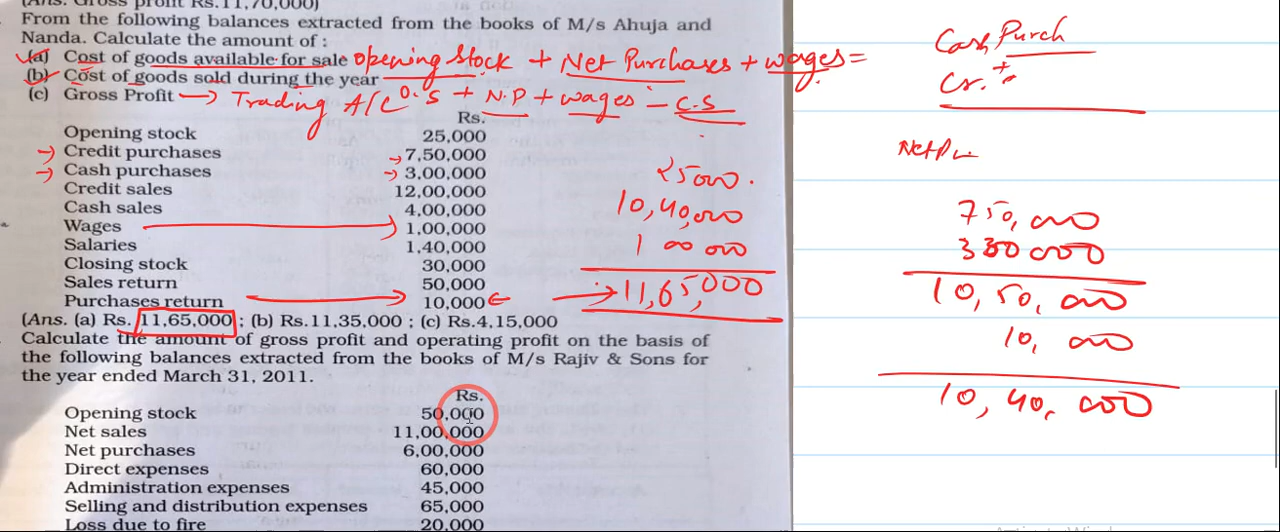 (Ans. Gross profit Rs.11,70,000)
From the following balances extracted from the books of M/s Ahuja and
Nanda. Calculate the amount of :
(a) Cost of goods available for sale opening Stock + Net Purchases + wages =
(b) Cost of goods sold during the year
(c) Gross Profit → Trading A/C O.S + N.P + wages - C.S
Rs.
Opening stock 25,000
Credit purchases 7,50,000
Cash purchases 3,00,000
Credit sales 12,00,000
Cash sales 4,00,000
Wages 1,00,000
Salaries 1,40,000
Closing stock 30,000
Sales return 50,000
Purchases return 10,000
(Ans. (a) Rs. 11,65,000 ; (b) Rs.11,35,000 ; (c) Rs.4,15,000
Calculate the amount of gross profit and operating profit on the basis of
the following balances extracted from the books of M/s Rajiv & Sons for
the year ended March 31, 2011.
Rs.
Opening stock 50,000
Net sales 11,00,000
Net purchases 6,00,000
Direct expenses 60,000
Administration expenses 45,000
Selling and distribution expenses 65,000
Loss due to fire 20,000
25000
10,40,000
1 00 000
11,65,000
Cash Purch
Cr. +
Net Pu
750,000
300000
10,50,000
10,000
10,40,000